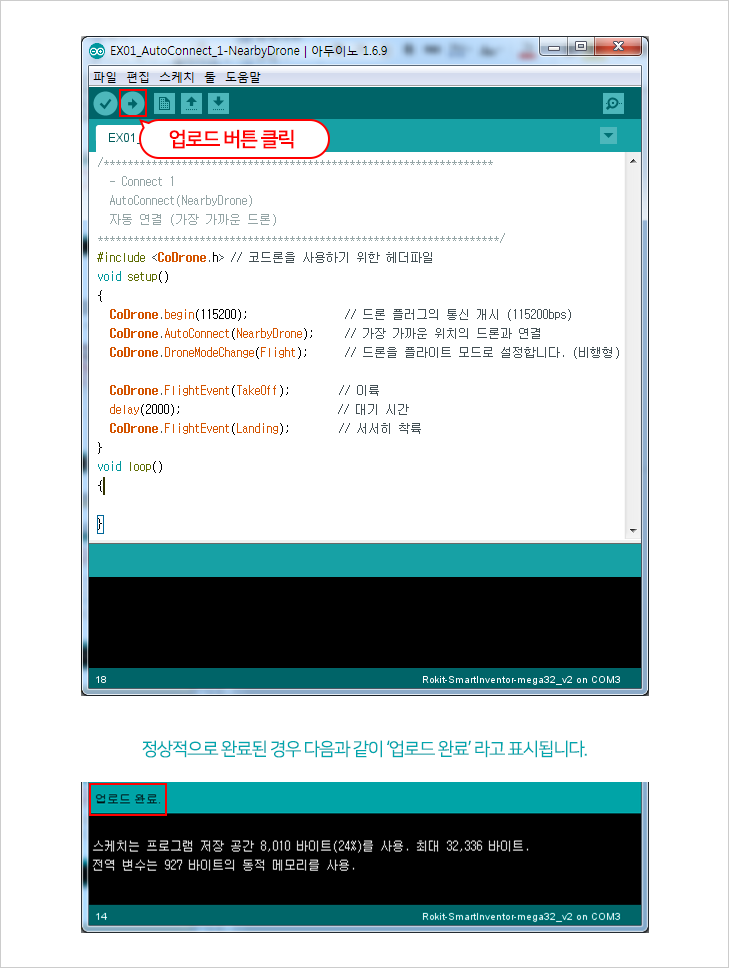 EX01_AutoConnect_1-NearbyDrone | 아두이노 1.6.9
파일 편집 스케치 툴 도움말
EX01_
업로드 버튼 클릭
/*****************************************************************
- Connect 1
AutoConnect(NearbyDrone)
자동 연결 (가장 가까운 드론)
*******************************************************************/
#include <CoDrone.h> // 코드론을 사용하기 위한 헤더파일
void setup()
{
CoDrone.begin(115200); // 드론 플러그의 통신 개시 (115200bps)
CoDrone.AutoConnect(NearbyDrone); // 가장 가까운 위치의 드론과 연결
CoDrone.DroneModeChange(Flight); // 드론을 플라이트 모드로 설정합니다. (비행형)
CoDrone.FlightEvent(TakeOff); // 이륙
delay(2000); // 대기 시간
CoDrone.FlightEvent(Landing); // 서서히 착륙
}
void loop()
{
}
18 Rokit-SmartInventor-mega32_v2 on COM3
정상적으로 완료된 경우 다음과 같이 ‘업로드 완료’ 라고 표시됩니다.
업로드 완료.
스케치는 프로그램 저장 공간 8,010 바이트(24%)를 사용. 최대 32,336 바이트.
전역 변수는 927 바이트의 동적 메모리를 사용.
14 Rokit-SmartInventor-mega32_v2 on COM3